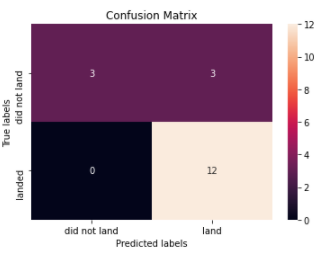 Confusion Matrix
did not land
3
3
landed
0
12
True labels
did not land
land
Predicted labels
12
10
8
6
4
2
0